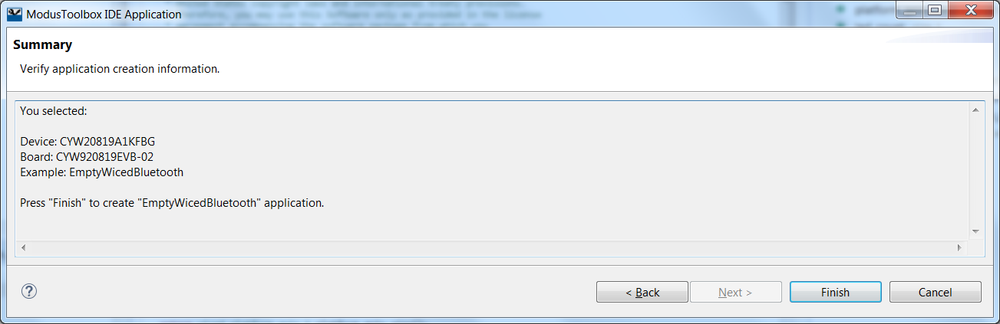 ModusToolbox IDE Application
Summary
Verify application creation information.
You selected:
Device: CYW20819A1KFBG
Board: CYW920819EVB-02
Example: EmptyWicedBluetooth
Press "Finish" to create "EmptyWicedBluetooth" application.
?
< Back
Next >
Finish
Cancel